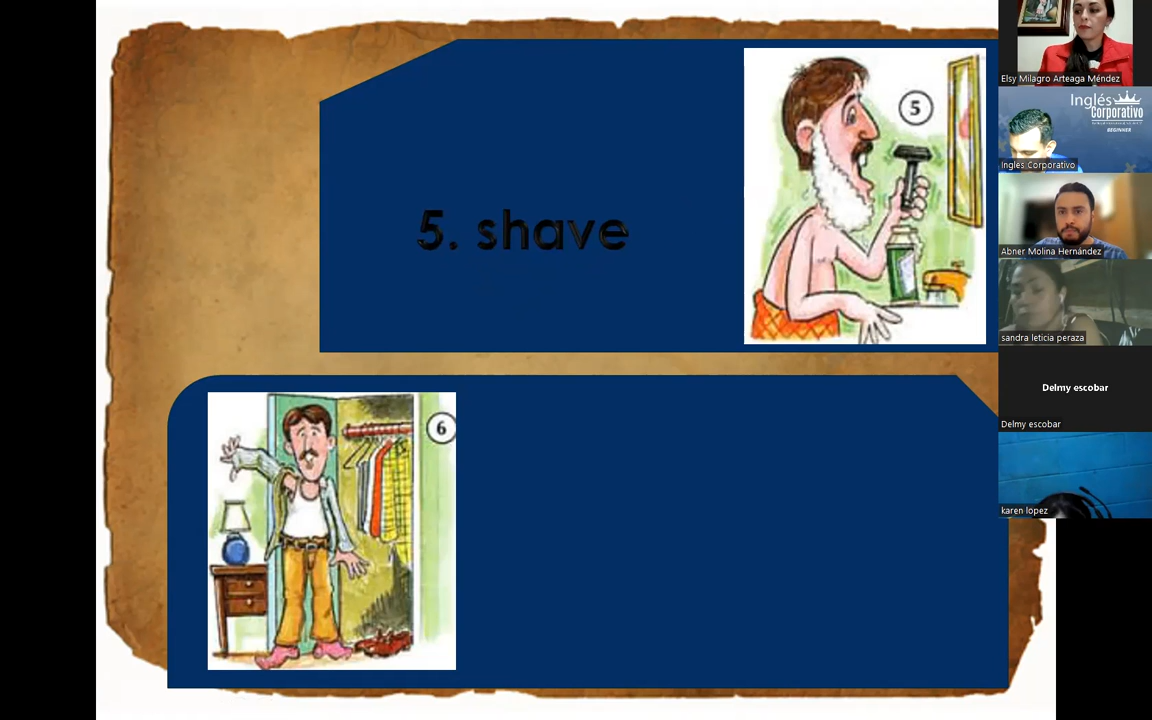 5
5. shave
6
Elsy Milagro Arteaga Méndez
Inglés
Corporativo
BEGINNER
Inglés Corporativo
Abner Molina Hernández
sandra leticia peraza
Delmy escobar
Delmy escobar
karen lopez